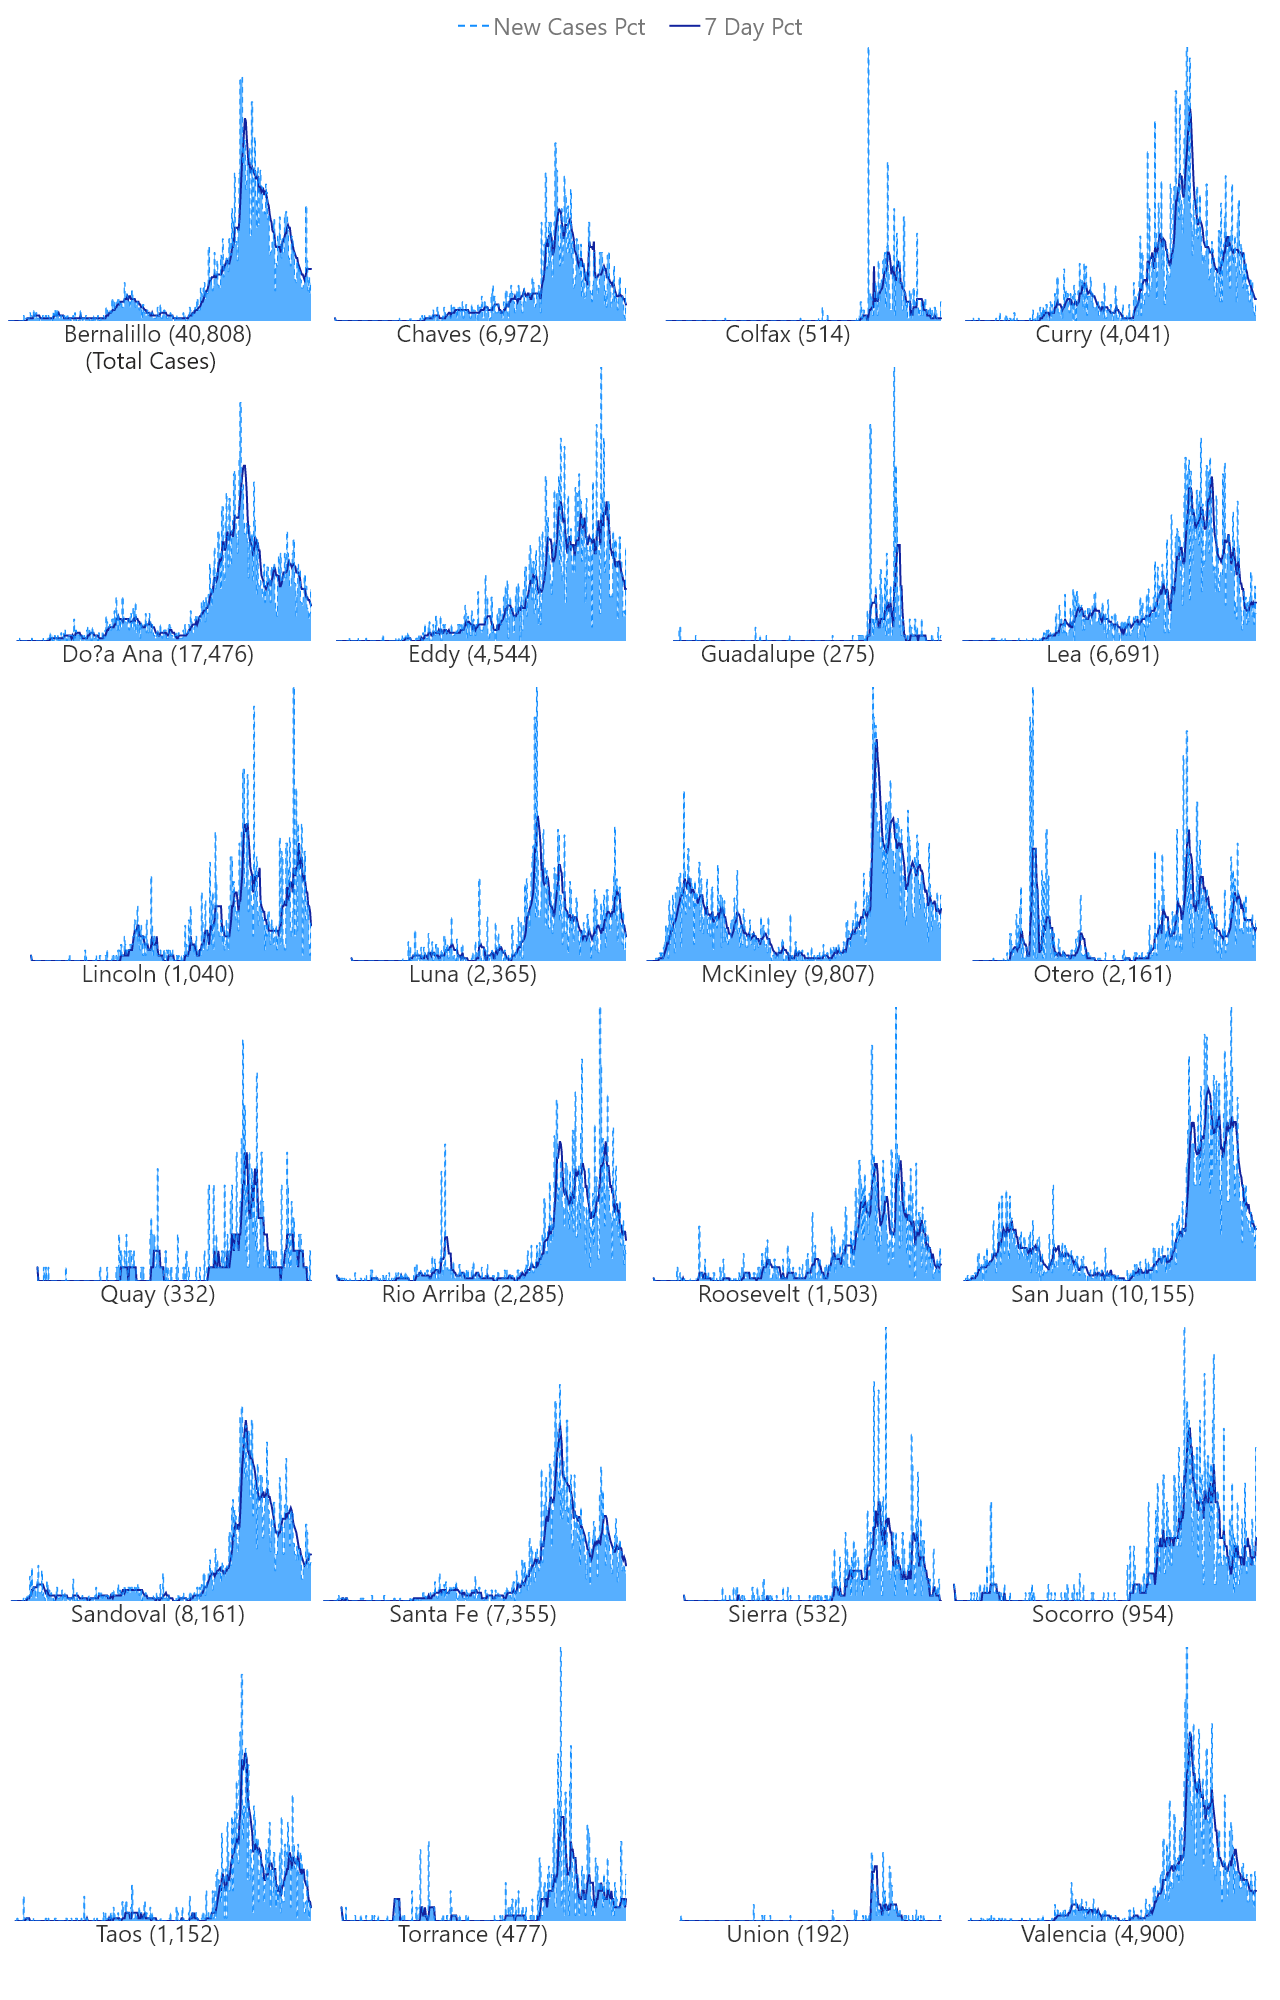 New Cases Pct 7 Day Pct
Bernalillo (40,808) Chaves (6,972) Colfax (514) Curry (4,041)
(Total Cases)
Do?a Ana (17,476) Eddy (4,544) Guadalupe (275) Lea (6,691)
Lincoln (1,040) Luna (2,365) McKinley (9,807) Otero (2,161)
Quay (332) Rio Arriba (2,285) Roosevelt (1,503) San Juan (10,155)
Sandoval (8,161) Santa Fe (7,355) Sierra (532) Socorro (954)
Taos (1,152) Torrance (477) Union (192) Valencia (4,900)